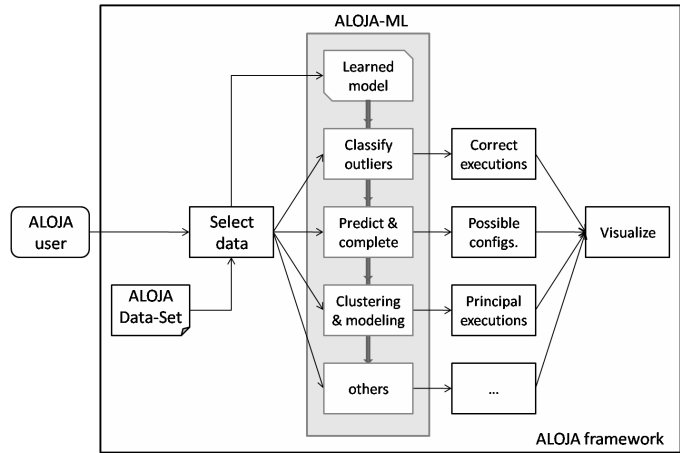 ALOJA-ML
Learned
model
Classify
outliers
Correct
executions
ALOJA
user
Select
data
Predict &
complete
Possible
configs.
Visualize
ALOJA
Data-Set
Clustering
& modeling
Principal
executions
others
...
ALOJA framework